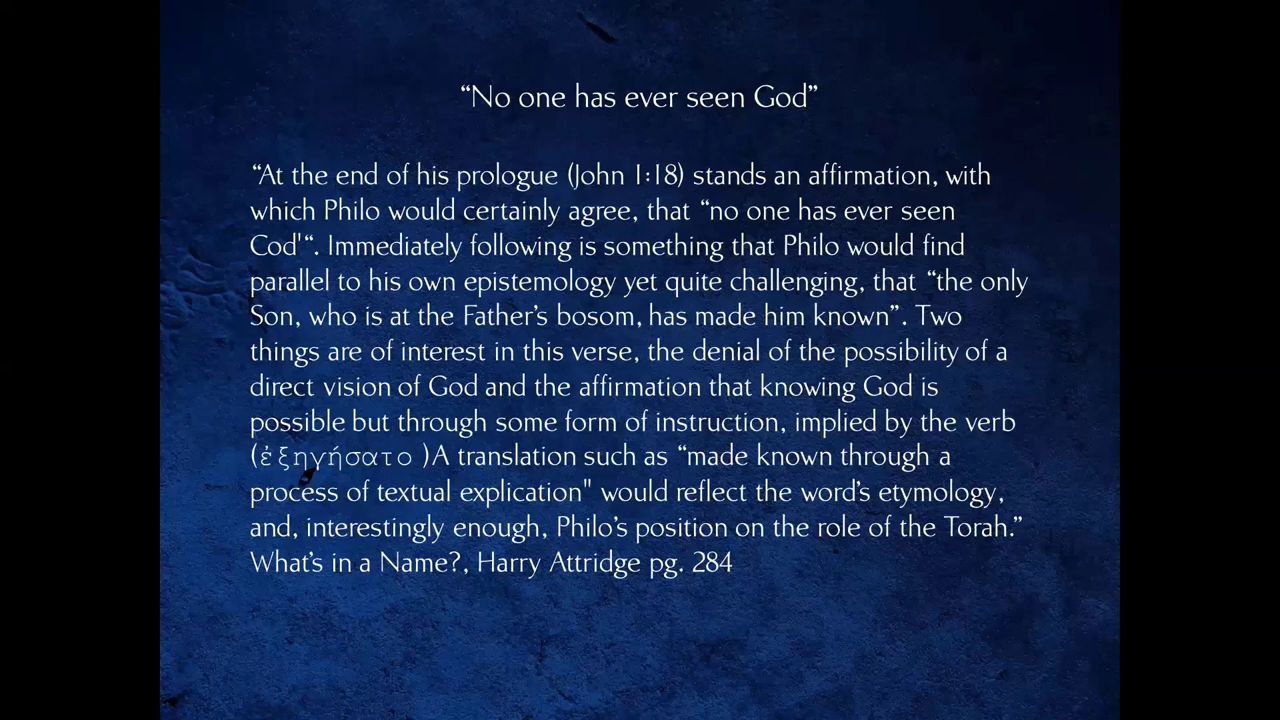 “No one has ever seen God”
“At the end of his prologue (John 1:18) stands an affirmation, with
which Philo would certainly agree, that “no one has ever seen
Cod'“. Immediately following is something that Philo would find
parallel to his own epistemology yet quite challenging, that “the only
Son, who is at the Father’s bosom, has made him known”. Two
things are of interest in this verse, the denial of the possibility of a
direct vision of God and the affirmation that knowing God is
possible but through some form of instruction, implied by the verb
(ἐξηγήσατο )A translation such as “made known through a
process of textual explication" would reflect the word’s etymology,
and, interestingly enough, Philo’s position on the role of the Torah.”
What’s in a Name?, Harry Attridge pg. 284